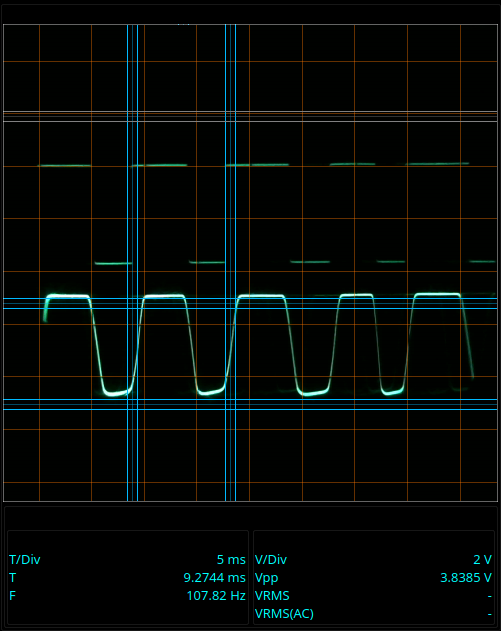 T/Div 5 ms
T 9.2744 ms
F 107.82 Hz
V/Div 2 V
Vpp 3.8385 V
VRMS -
VRMS(AC) -